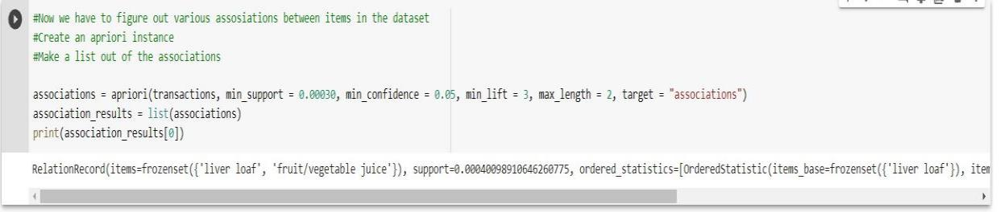 #Now we have to figure out various assosiations between items in the dataset
#Create an apriori instance
#Make a list out of the associations
associations = apriori(transactions, min_support = 0.00030, min_confidence = 0.05, min_lift = 3, max_length = 2, target = "associations")
association_results = list(associations)
print(association_results[0])
RelationRecord(items=frozenset({'liver loaf', 'fruit/vegetable juice'}), support=0.00040098910646260775, ordered_statistics=[OrderedStatistic(items_base=frozenset({'liver loaf'}), item